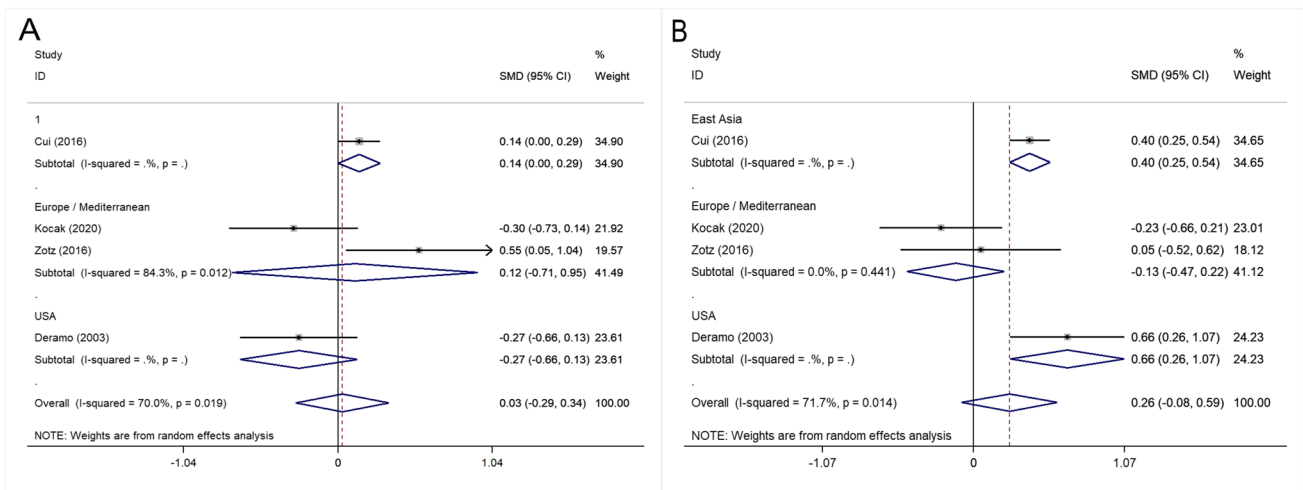 A
Study %
ID SMD (95% CI) Weight
1
Cui (2016) 0.14 (0.00, 0.29) 34.90
Subtotal (I-squared = .%, p = .) 0.14 (0.00, 0.29) 34.90
.
Europe / Mediterranean
Kocak (2020) -0.30 (-0.73, 0.14) 21.92
Zotz (2016) 0.55 (0.05, 1.04) 19.57
Subtotal (I-squared = 84.3%, p = 0.012) 0.12 (-0.71, 0.95) 41.49
.
USA
Deramo (2003) -0.27 (-0.66, 0.13) 23.61
Subtotal (I-squared = .%, p = .) -0.27 (-0.66, 0.13) 23.61
.
Overall (I-squared = 70.0%, p = 0.019) 0.03 (-0.29, 0.34) 100.00
NOTE: Weights are from random effects analysis
-1.04 0 1.04
B
Study %
ID SMD (95% CI) Weight
East Asia
Cui (2016) 0.40 (0.25, 0.54) 34.65
Subtotal (I-squared = .%, p = .) 0.40 (0.25, 0.54) 34.65
.
Europe / Mediterranean
Kocak (2020) -0.23 (-0.66, 0.21) 23.01
Zotz (2016) 0.05 (-0.52, 0.62) 18.12
Subtotal (I-squared = 0.0%, p = 0.441) -0.13 (-0.47, 0.22) 41.12
.
USA
Deramo (2003) 0.66 (0.26, 1.07) 24.23
Subtotal (I-squared = .%, p = .) 0.66 (0.26, 1.07) 24.23
.
Overall (I-squared = 71.7%, p = 0.014) 0.26 (-0.08, 0.59) 100.00
NOTE: Weights are from random effects analysis
-1.07 0 1.07